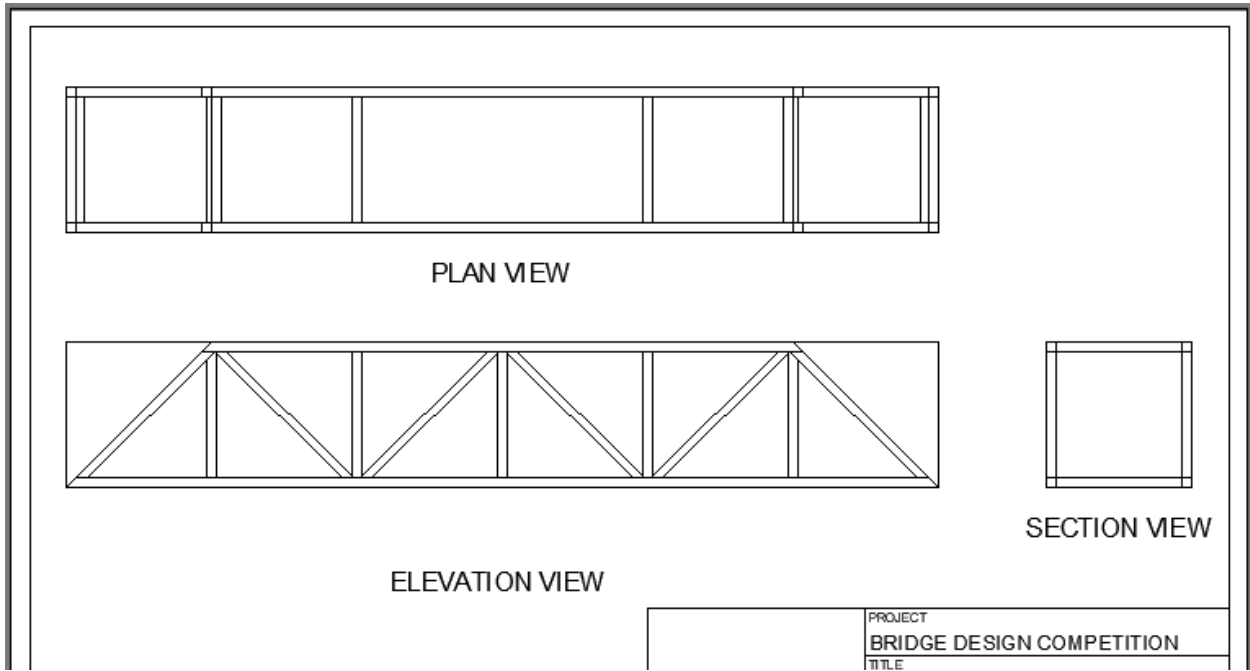 PLAN VIEW
SECTION VIEW
ELEVATION VIEW
PROJECT
BRIDGE DESIGN COMPETITION
TITLE